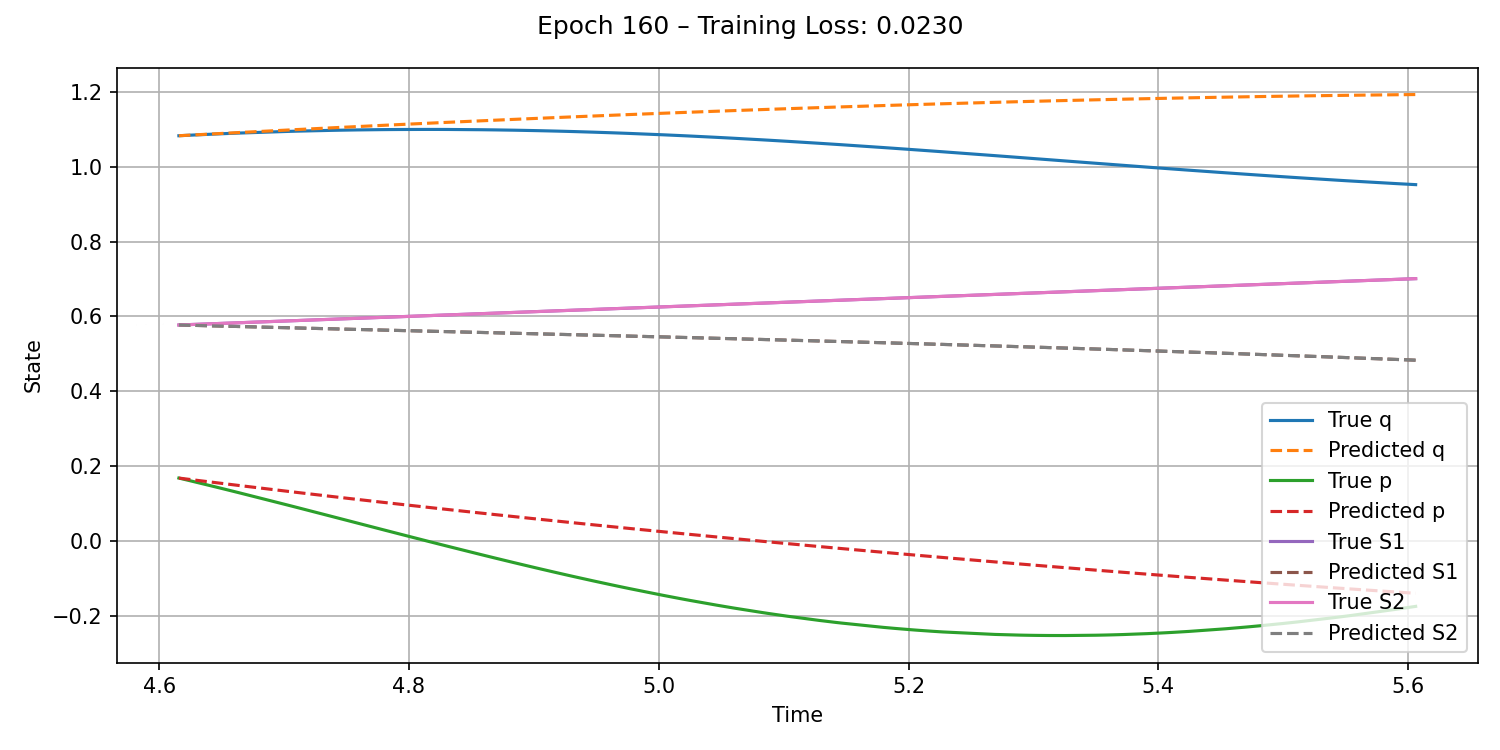 Epoch 160 – Training Loss: 0.0230
1.2
1.0
0.8
0.6
0.4
0.2
0.0
−0.2
State
True q
Predicted q
True p
Predicted p
True S1
Predicted S1
True S2
Predicted S2
4.6 4.8 5.0 5.2 5.4 5.6
Time